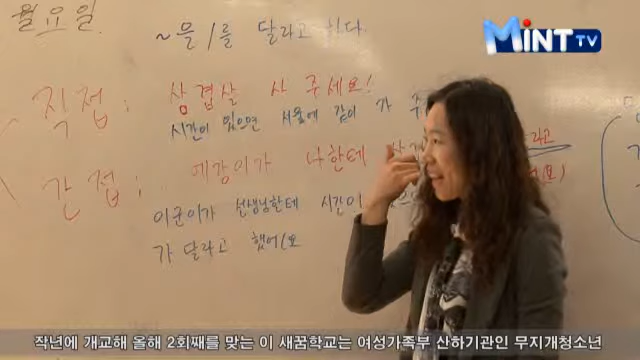 월요일.
MINT TV
~을/를 달라고 하다.
직접: 삼겹살 사 주세요!
시간이 있으면 서울에 같이 가 주
간접: 에강이가 나한테
라고
이군이가 선생님한테 시간이
가 달라고 했어(요
작년에 개교해 올해 2회째를 맞는 이 새꿈학교는 여성가족부 산하기관인 무지개청소년